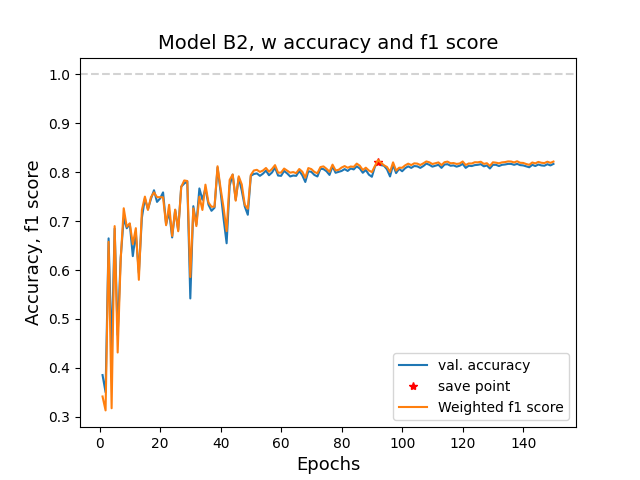 Model B2, w accuracy and f1 score
Accuracy, f1 score
1.0
0.9
0.8
0.7
0.6
0.5
0.4
0.3
val. accuracy
save point
Weighted f1 score
0 20 40 60 80 100 120 140
Epochs